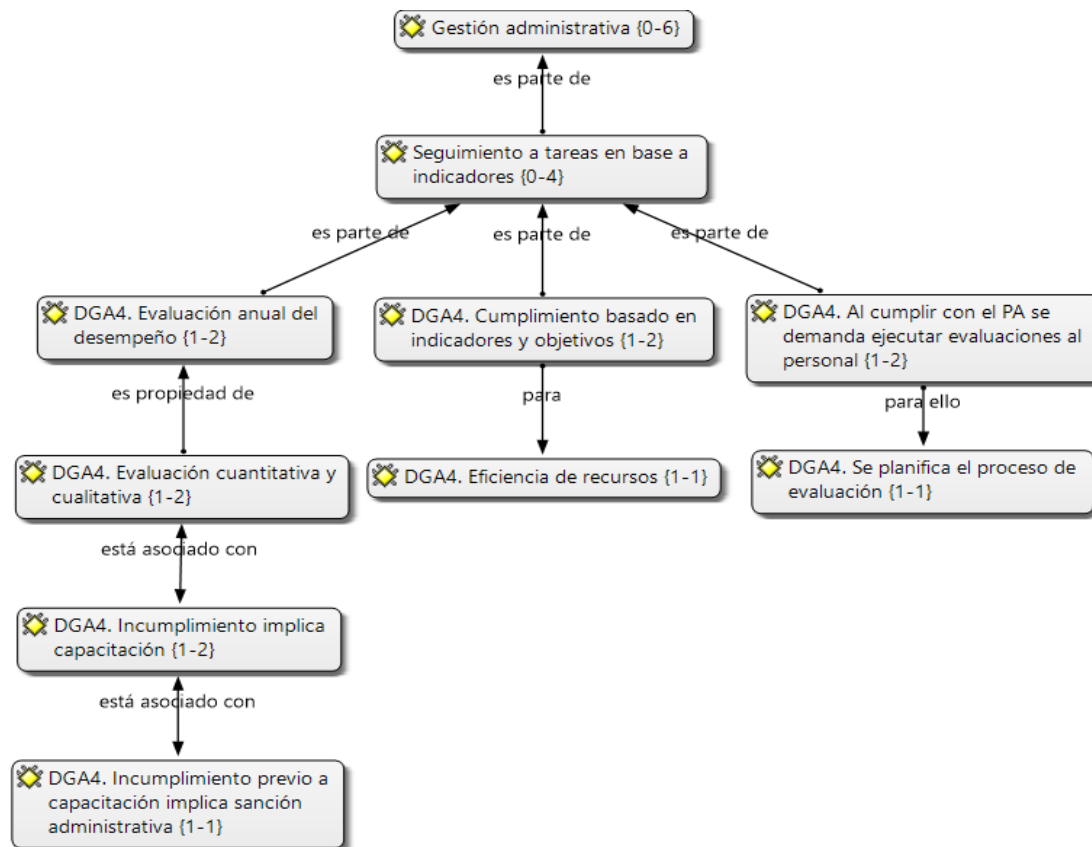 Gestión administrativa {0-6}
es parte de
Seguimiento a tareas en base a
indicadores {0-4}
es parte de
es parte de
es parte de
DGA4. Evaluación anual del
desempeño {1-2}
DGA4. Cumplimiento basado en
indicadores y objetivos {1-2}
DGA4. Al cumplir con el PA se
demanda ejecutar evaluaciones al
personal {1-2}
es propiedad de
para
para ello
DGA4. Evaluación cuantitativa y
cualitativa {1-2}
DGA4. Eficiencia de recursos {1-1}
DGA4. Se planifica el proceso de
evaluación {1-1}
está asociado con
DGA4. Incumplimiento implica
capacitación {1-2}
está asociado con
DGA4. Incumplimiento previo a
capacitación implica sanción
administrativa {1-1}